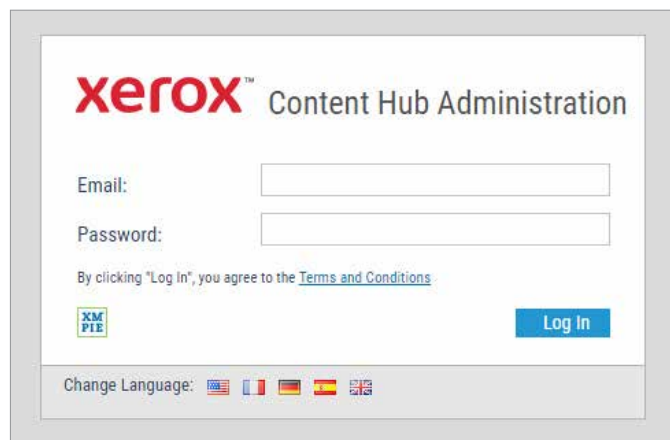 xerox™ Content Hub Administration
Email:
Password:
By clicking "Log In", you agree to the Terms and Conditions
XM
PIE
Log In
Change Language: